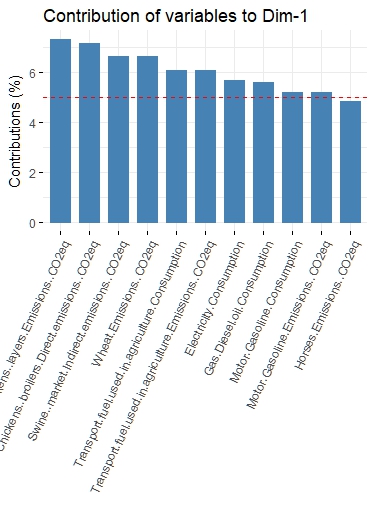 Contribution of variables to Dim-1
Contributions (%)
6
4
2
0
layers.Emissions..CO2eq
Chickens..broilers.Direct.emissions..CO2eq
Swine..market.Indirect.emissions..CO2eq
Wheat.Emissions..CO2eq
Transport.fuel.used.in.agriculture.Consumption
Transport.fuel.used.in.agriculture.Emissions..CO2eq
Electricity.Consumption
Gas.Diesel.oil.Consumption
Motor.Gasoline.Consumption
Motor.Gasoline.Emissions..CO2eq
Horses.Emissions..CO2eq